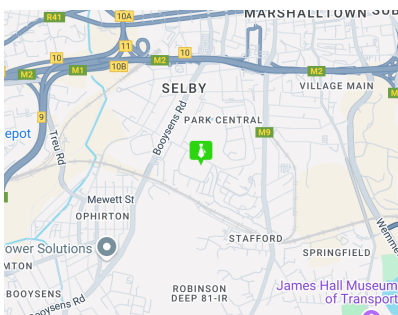 R41
10A
MARSHALLTOWN
11
10
10
M2
M2
M1
10B
M2
SELBY
VILLAGE MAIN
Booysens Rd
PARK CENTRAL
9
M9
epot
Treu Rd
Mewett St
OPHIRTON
ower Solutions
STAFFORD
Wemme
SPRINGFIELD
MTON
BOOYSENS
ROBINSON
DEEP 81-IR
James Hall Museum
of Transport
Booysens Rd